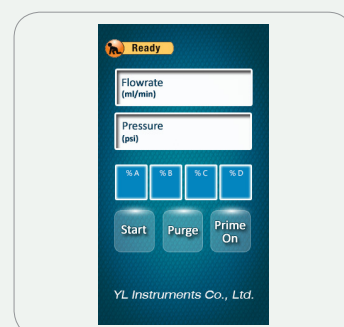 Ready
Flowrate
(ml/min)
Pressure
(psi)
% A % B % C % D
Start Purge Prime On
YL Instruments Co., Ltd.